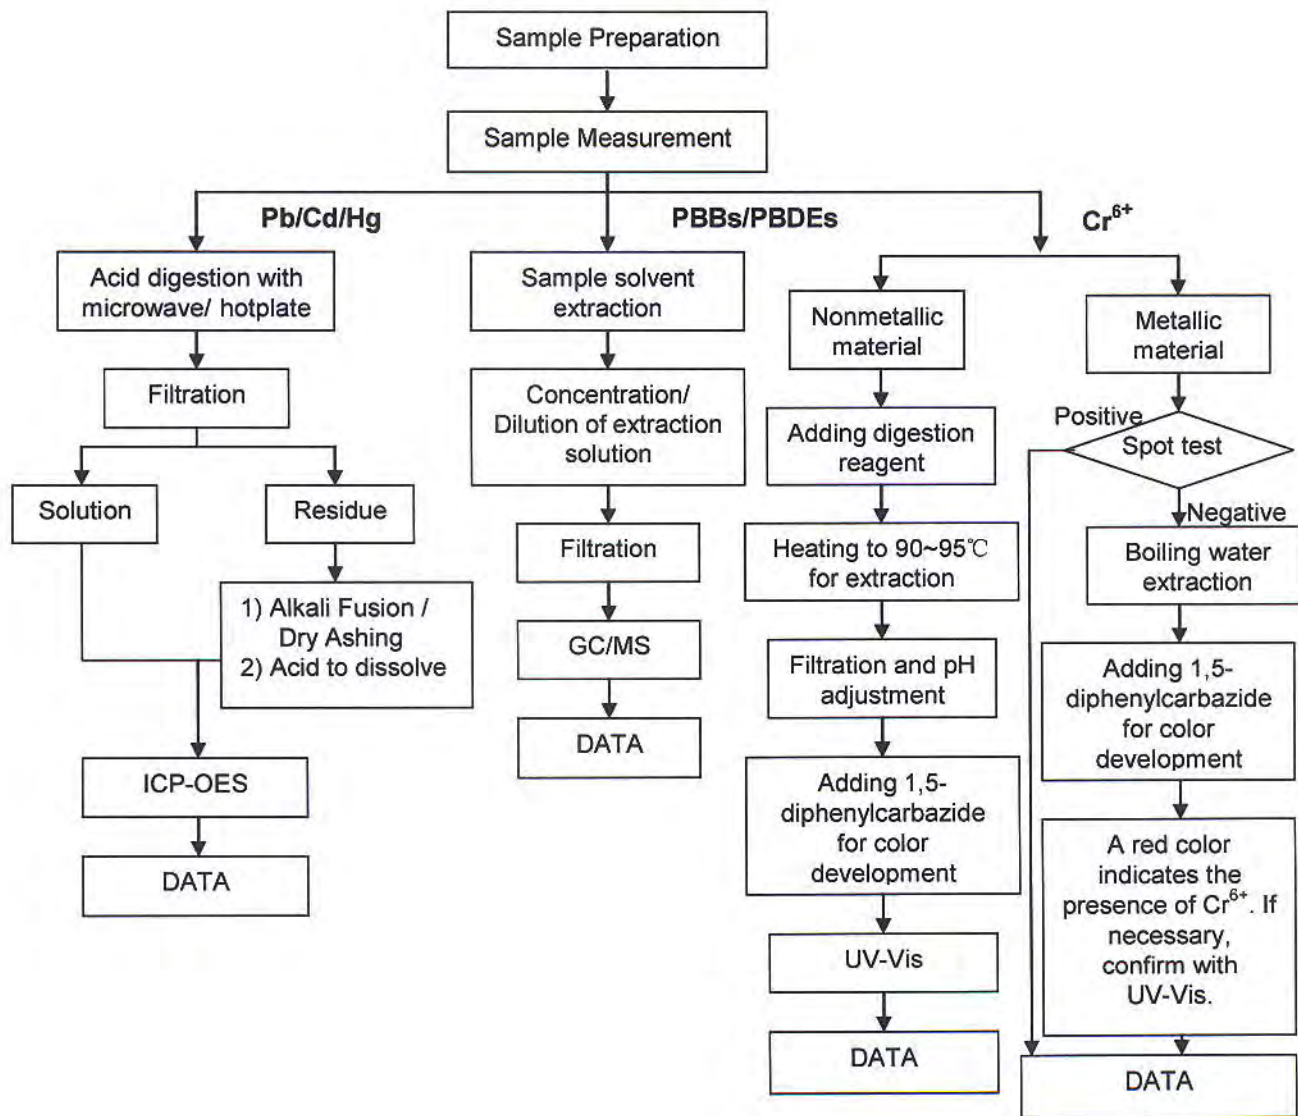 Sample Preparation
Sample Measurement
Pb/Cd/Hg
PBBs/PBDEs
Cr⁶⁺
Acid digestion with
microwave/ hotplate
Filtration
Solution
Residue
1) Alkali Fusion /
Dry Ashing
2) Acid to dissolve
ICP-OES
DATA
Sample solvent
extraction
Concentration/
Dilution of extraction
solution
Filtration
GC/MS
DATA
Nonmetallic
material
Adding digestion
reagent
Heating to 90~95℃
for extraction
Filtration and pH
adjustment
Adding 1,5-
diphenylcarbazide
for color
development
UV-Vis
DATA
Metallic
material
Positive
Spot test
Negative
Boiling water
extraction
Adding 1,5-
diphenylcarbazide
for color
development
A red color
indicates the
presence of Cr⁶⁺. If
necessary,
confirm with
UV-Vis.
DATA